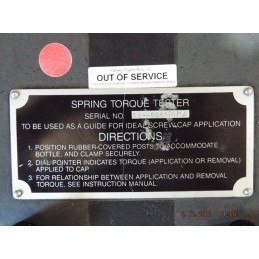 OUT OF SERVICE
SPRING TORQUE TESTER
SERIAL NO.
TO BE USED AS A GUIDE FOR IDEAL SCREW CAP APPLICATION
DIRECTIONS
1. POSITION RUBBER-COVERED POSTS TO ACCOMMODATE
BOTTLE, AND CLAMP SECURELY.
2. DIAL POINTER INDICATES TORQUE (APPLICATION OR REMOVAL)
APPLIED TO CAP.
3. FOR RELATIONSHIP BETWEEN APPLICATION AND REMOVAL
TORQUE, SEE INSTRUCTION MANUAL.